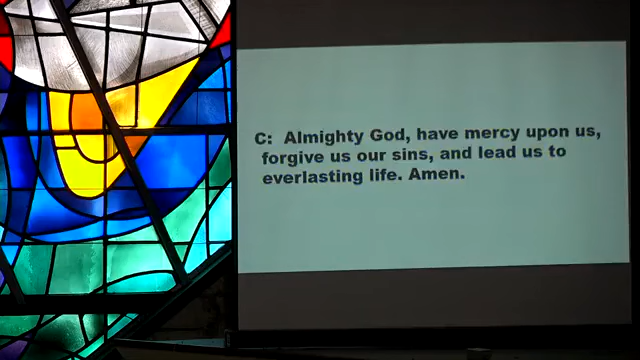 C: Almighty God, have mercy upon us,
forgive us our sins, and lead us to
everlasting life. Amen.